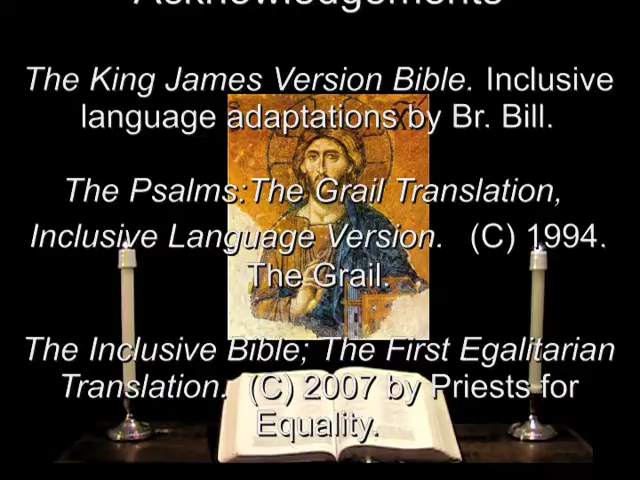 Acknowledgements
The King James Version Bible. Inclusive
language adaptations by Br. Bill.
The Psalms:The Grail Translation,
Inclusive Language Version. (C) 1994.
The Grail.
The Inclusive Bible; The First Egalitarian
Translation. (C) 2007 by Priests for
Equality.